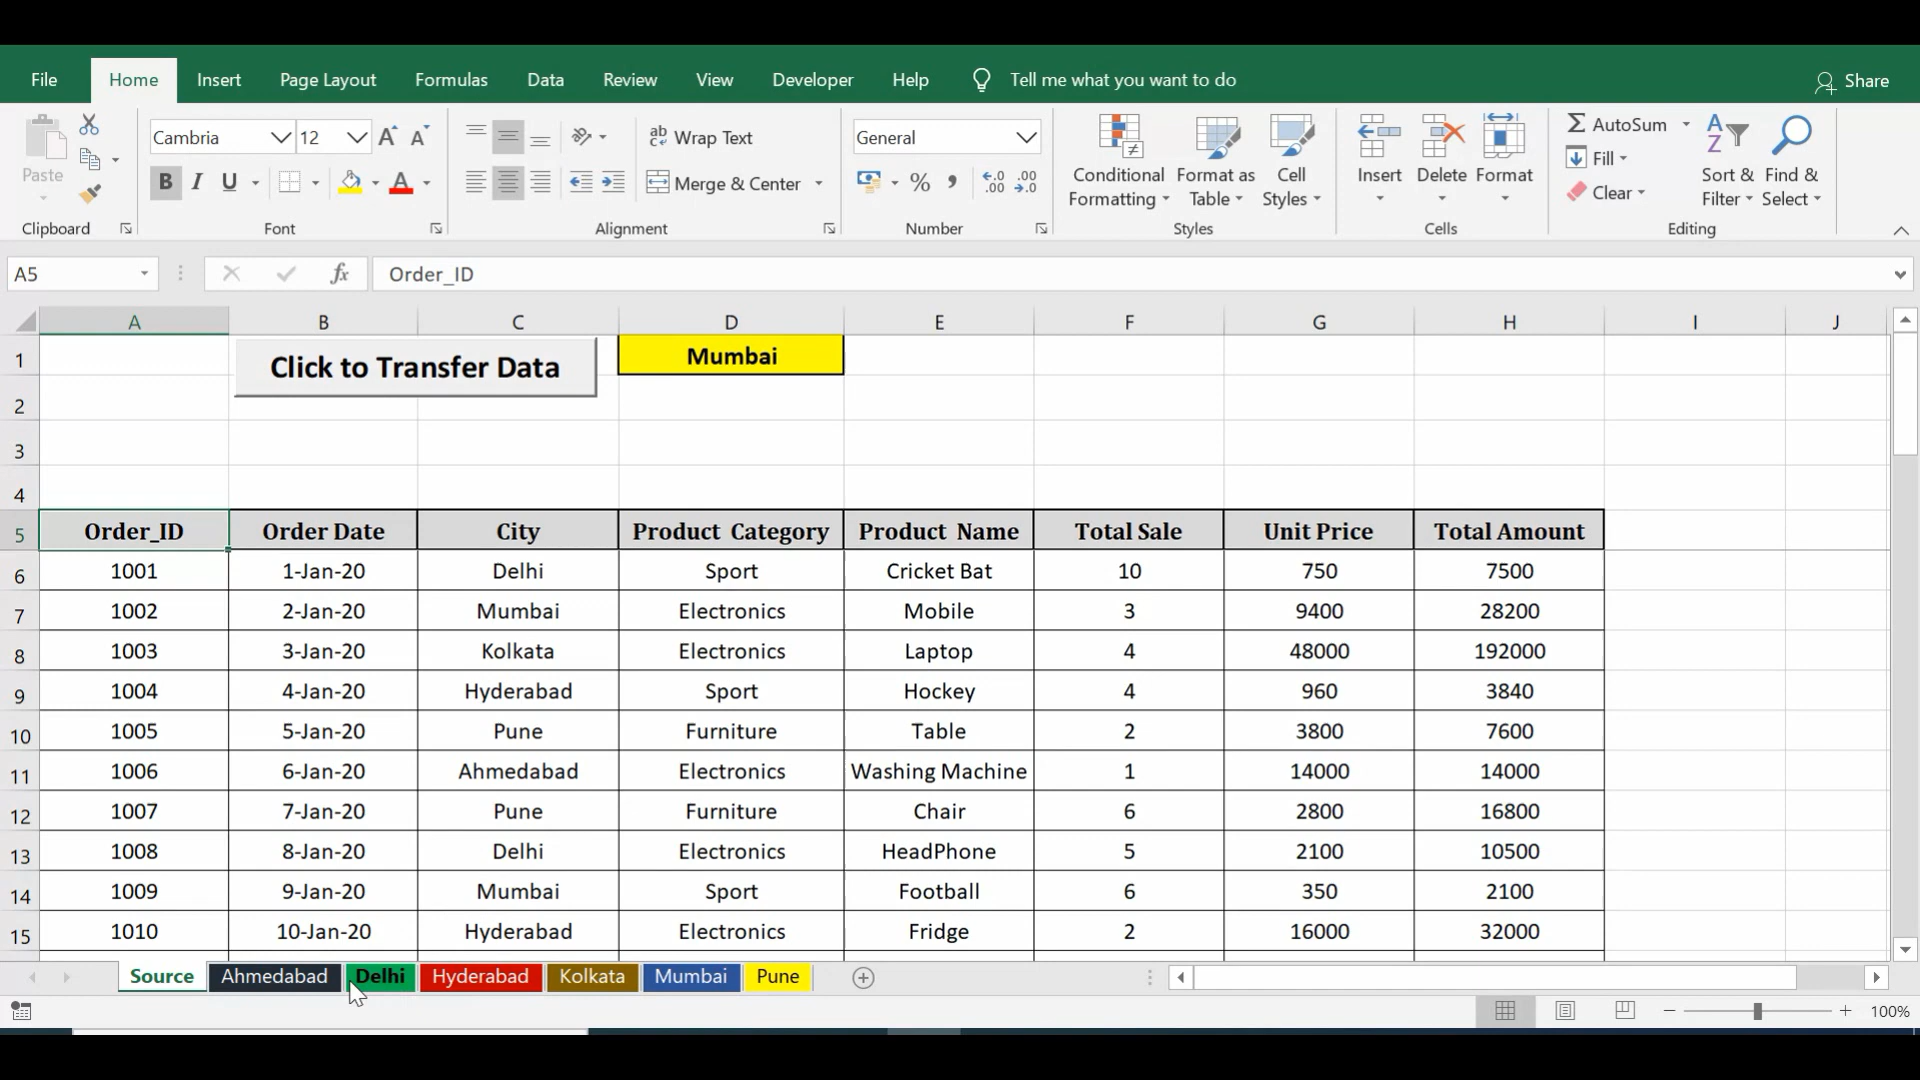 File Home Insert Page Layout Formulas Data Review View Developer Help Tell me what you want to do Share
Paste Cambria 12 Wrap Text General Conditional Formatting Format as Table Cell Styles Insert Delete Format AutoSum Sort & Filter Find & Select
B I U Merge & Center % Fill
Clear
Clipboard Font Alignment Number Styles Cells Editing
A5 fx Order_ID
A B C D E F G H I J
1 Click to Transfer Data Mumbai
2
3
4
5 Order_ID Order Date City Product Category Product Name Total Sale Unit Price Total Amount
6 1001 1-Jan-20 Delhi Sport Cricket Bat 10 750 7500
7 1002 2-Jan-20 Mumbai Electronics Mobile 3 9400 28200
8 1003 3-Jan-20 Kolkata Electronics Laptop 4 48000 192000
9 1004 4-Jan-20 Hyderabad Sport Hockey 4 960 3840
10 1005 5-Jan-20 Pune Furniture Table 2 3800 7600
11 1006 6-Jan-20 Ahmedabad Electronics Washing Machine 1 14000 14000
12 1007 7-Jan-20 Pune Furniture Chair 6 2800 16800
13 1008 8-Jan-20 Delhi Electronics HeadPhone 5 2100 10500
14 1009 9-Jan-20 Mumbai Sport Football 6 350 2100
15 1010 10-Jan-20 Hyderabad Electronics Fridge 2 16000 32000
Source Ahmedabad Delhi Hyderabad Kolkata Mumbai Pune
100%